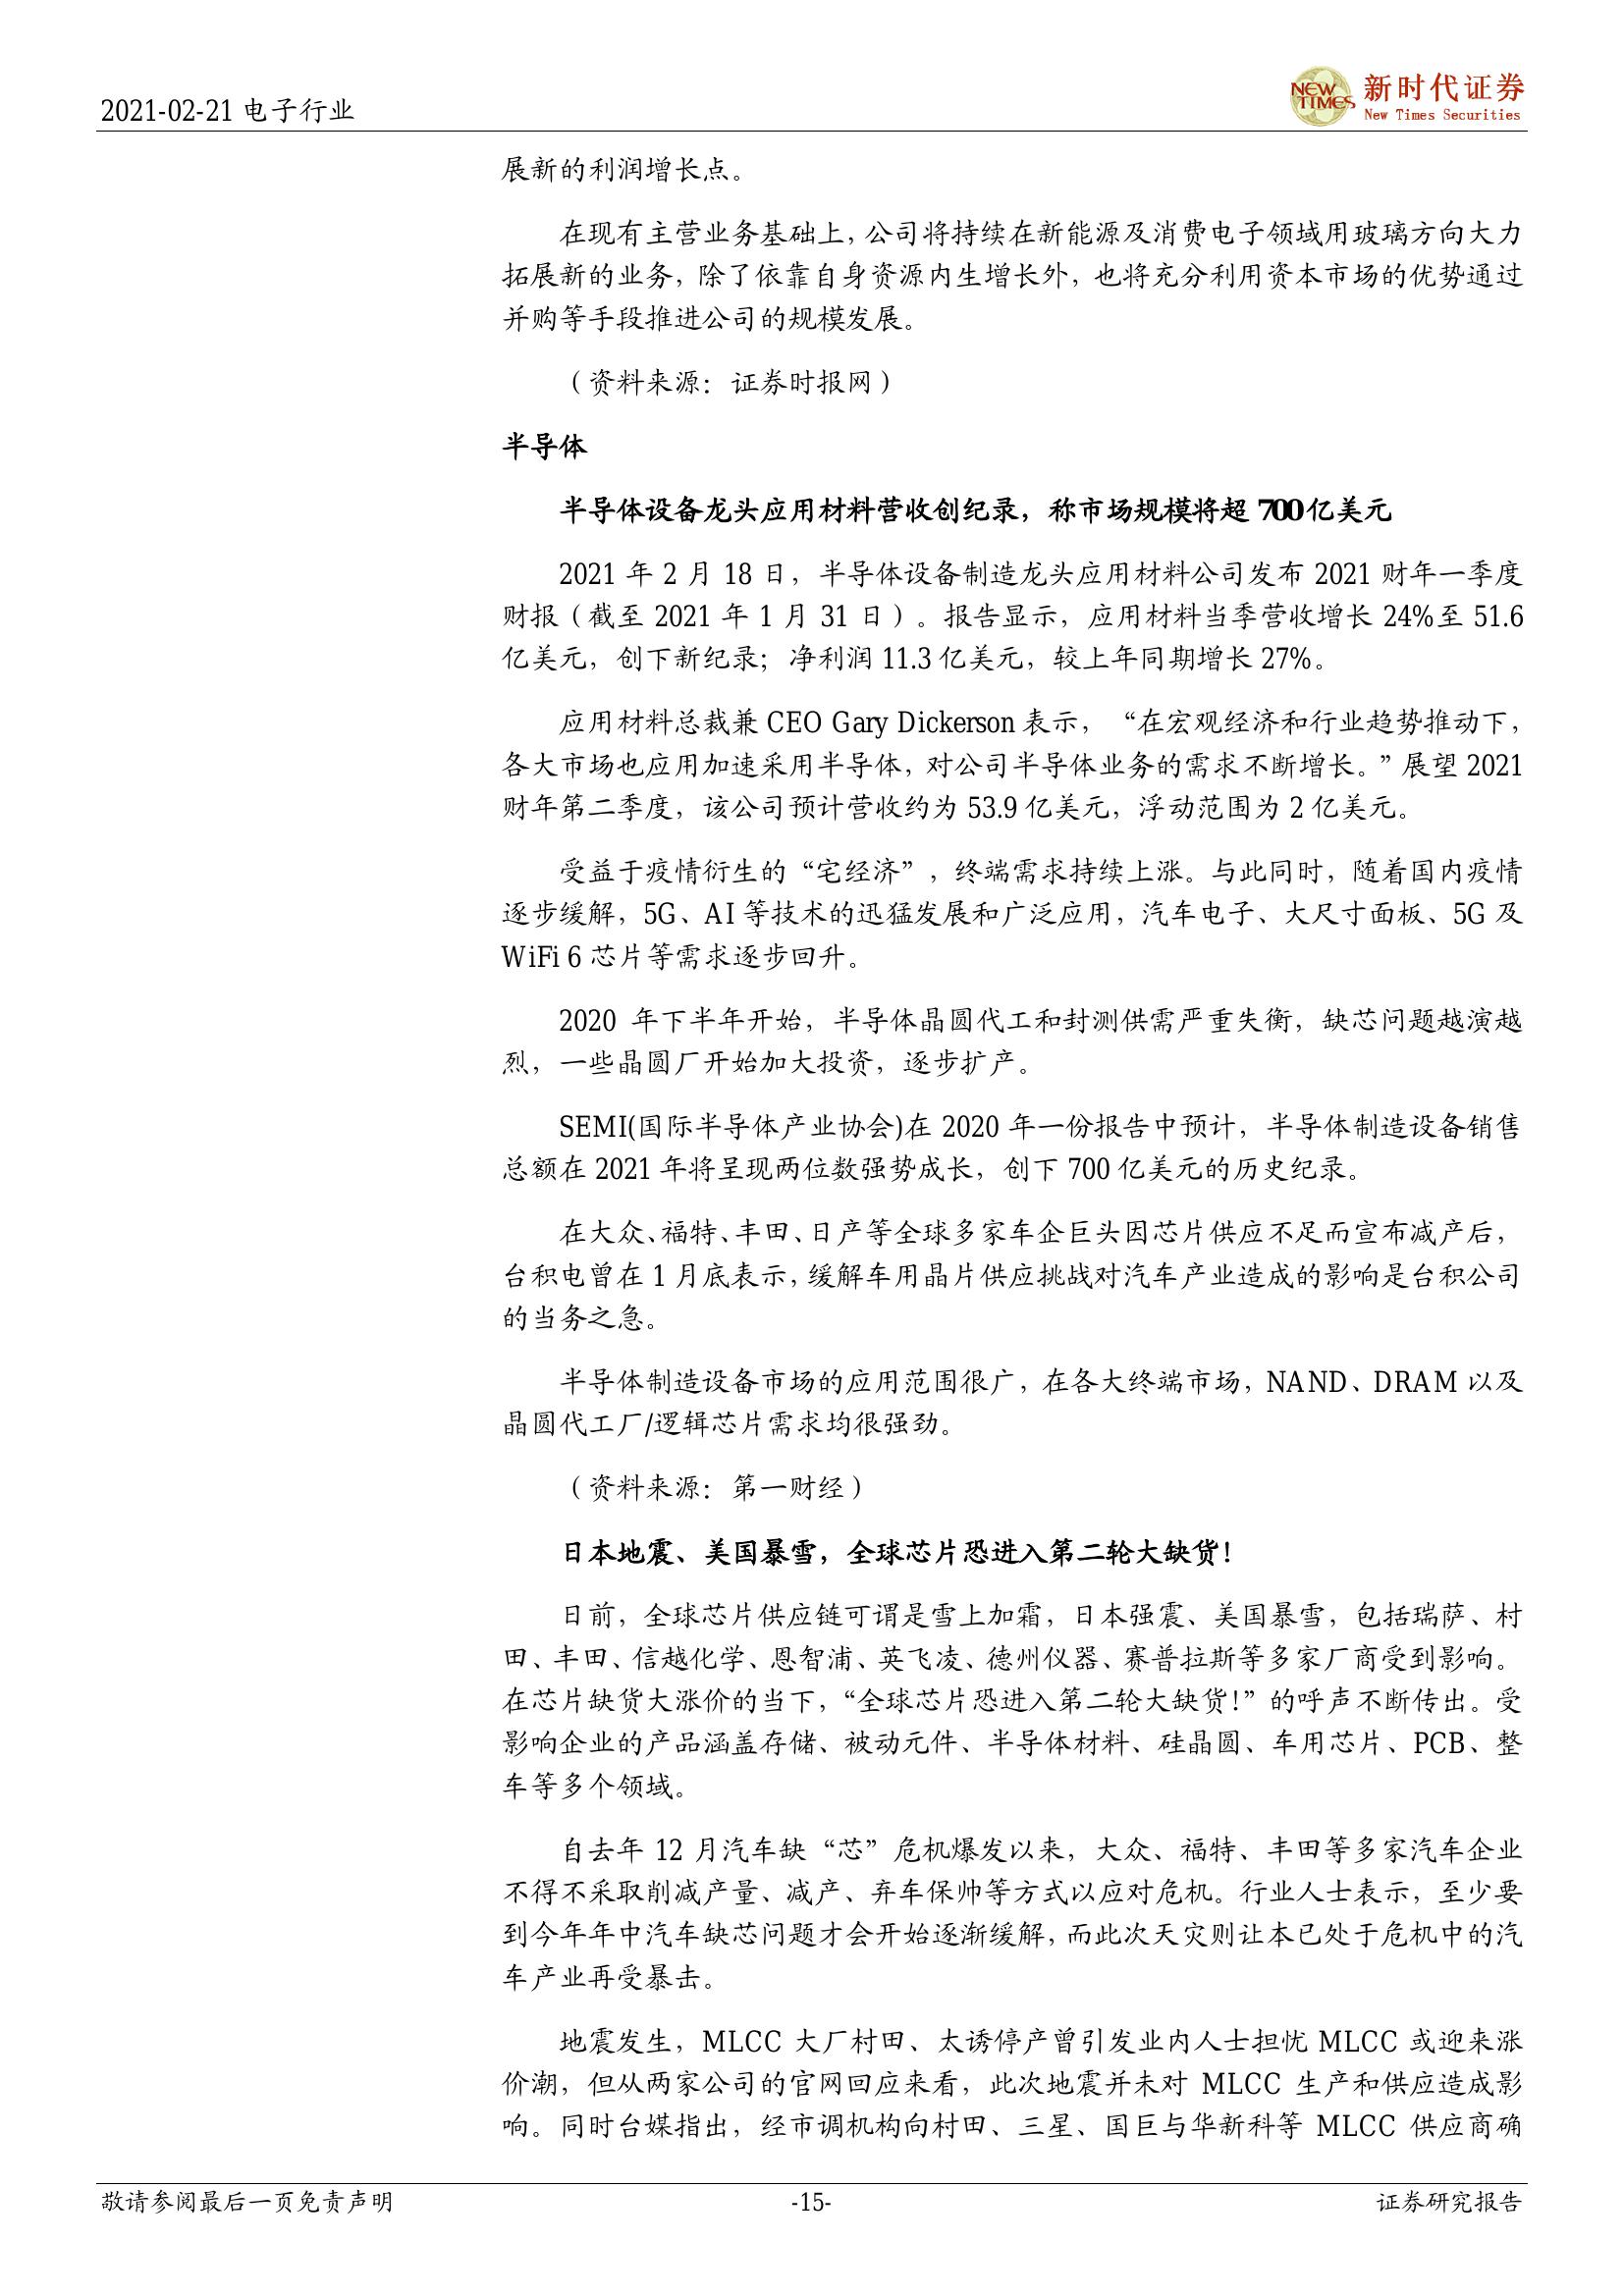 2021-02-21 电子行业
NEW TIMES 新时代证券
New Times Securities
展新的利润增长点。
在现有主营业务基础上，公司将持续在新能源及消费电子领域用玻璃方向大力
拓展新的业务，除了依靠自身资源内生增长外，也将充分利用资本市场的优势通过
并购等手段推进公司的规模发展。
（资料来源：证券时报网）
半导体
半导体设备龙头应用材料营收创纪录，称市场规模将超 700 亿美元
2021 年 2 月 18 日，半导体设备制造龙头应用材料公司发布 2021 财年一季度
财报（截至 2021 年 1 月 31 日）。报告显示，应用材料当季营收增长 24%至 51.6
亿美元，创下新纪录；净利润 11.3 亿美元，较上年同期增长 27%。
应用材料总裁兼 CEO Gary Dickerson 表示，“在宏观经济和行业趋势推动下，
各大市场也应用加速采用半导体，对公司半导体业务的需求不断增长。”展望 2021
财年第二季度，该公司预计营收约为 53.9 亿美元，浮动范围为 2 亿美元。
受益于疫情衍生的“宅经济”，终端需求持续上涨。与此同时，随着国内疫情
逐步缓解，5G、AI 等技术的迅猛发展和广泛应用，汽车电子、大尺寸面板、5G 及
WiFi 6 芯片等需求逐步回升。
2020 年下半年开始，半导体晶圆代工和封测供需严重失衡，缺芯问题越演越
烈，一些晶圆厂开始加大投资，逐步扩产。
SEMI(国际半导体产业协会)在 2020 年一份报告中预计，半导体制造设备销售
总额在 2021 年将呈现两位数强势成长，创下 700 亿美元的历史纪录。
在大众、福特、丰田、日产等全球多家车企巨头因芯片供应不足而宣布减产后，
台积电曾在 1 月底表示，缓解车用晶片供应挑战对汽车产业造成的影响是台积公司
的当务之急。
半导体制造设备市场的应用范围很广，在各大终端市场，NAND、DRAM 以及
晶圆代工厂/逻辑芯片需求均很强劲。
（资料来源：第一财经）
日本地震、美国暴雪，全球芯片恐进入第二轮大缺货！
日前，全球芯片供应链可谓是雪上加霜，日本强震、美国暴雪，包括瑞萨、村
田、丰田、信越化学、恩智浦、英飞凌、德州仪器、赛普拉斯等多家厂商受到影响。
在芯片缺货大涨价的当下，“全球芯片恐进入第二轮大缺货！”的呼声不断传出。受
影响企业的产品涵盖存储、被动元件、半导体材料、硅晶圆、车用芯片、PCB、整
车等多个领域。
自去年 12 月汽车缺“芯”危机爆发以来，大众、福特、丰田等多家汽车企业
不得不采取削减产量、减产、弃车保帅等方式以应对危机。行业人士表示，至少要
到今年年中汽车缺芯问题才会开始逐渐缓解，而此次天灾则让本已处于危机中的汽
车产业再受暴击。
地震发生，MLCC 大厂村田、太诱停产曾引发业内人士担忧 MLCC 或迎来涨
价潮，但从两家公司的官网回应来看，此次地震并未对 MLCC 生产和供应造成影
响。同时台媒指出，经市调机构向村田、三星、国巨与华新科等 MLCC 供应商确
敬请参阅最后一页免责声明
-15-
证券研究报告